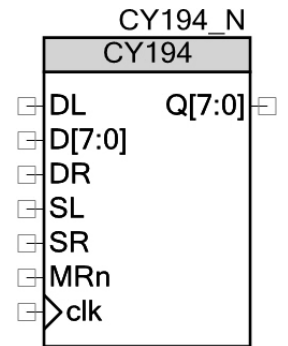 CY194_N
CY194
DL Q[7:0]
D[7:0]
DR
SL
SR
MRn
clk